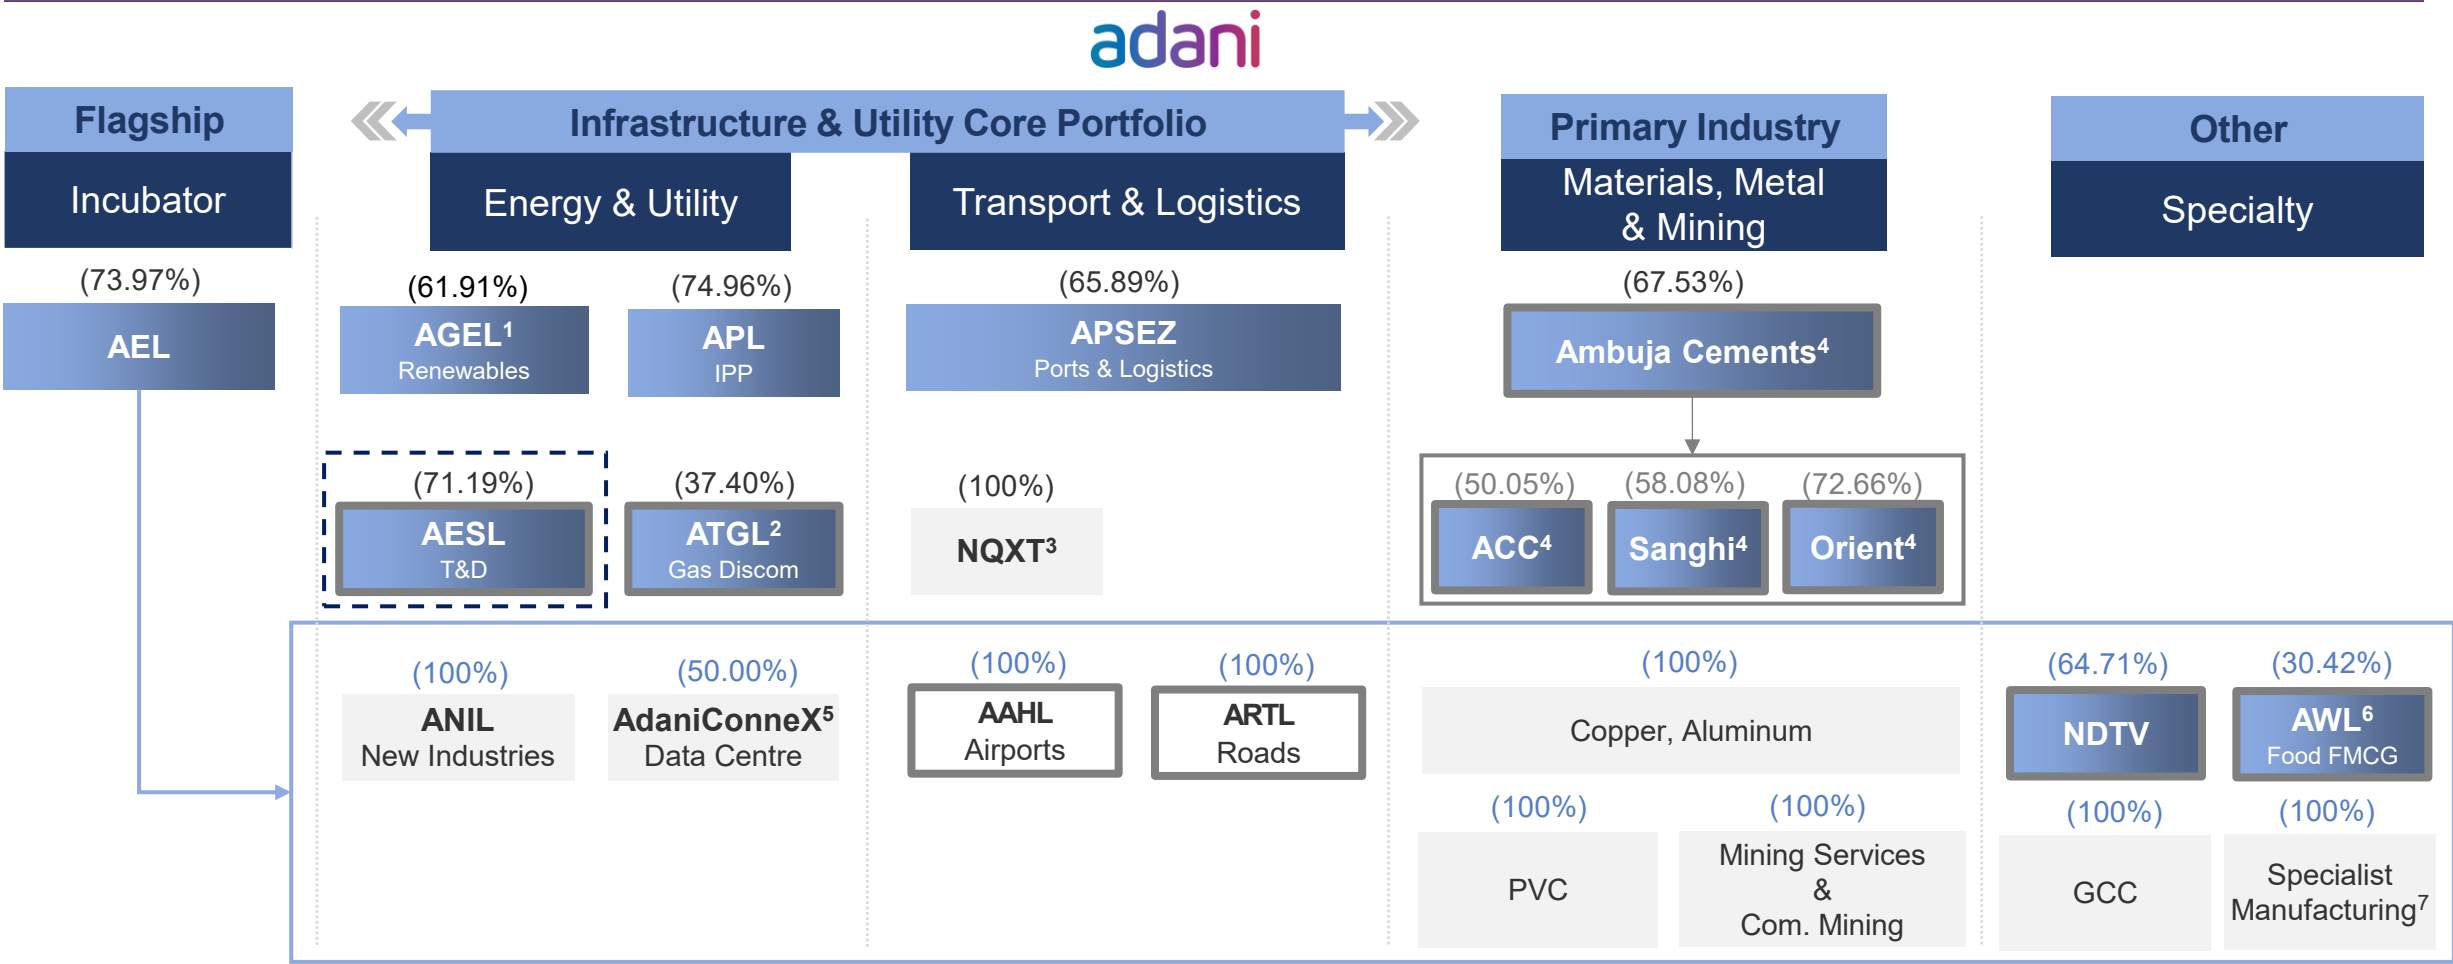 adani
Flagship
Incubator
Infrastructure & Utility Core Portfolio
Energy & Utility
Transport & Logistics
Primary Industry
Materials, Metal
& Mining
Other
Specialty
(73.97%)
AEL
(61.91%)
AGEL¹
Renewables
(74.96%)
APL
IPP
(65.89%)
APSEZ
Ports & Logistics
(67.53%)
Ambuja Cements⁴
(71.19%)
AESL
T&D
(37.40%)
ATGL²
Gas Discom
(100%)
NQXT³
(50.05%)
ACC⁴
(58.08%)
Sanghi⁴
(72.66%)
Orient⁴
(100%)
ANIL
New Industries
(50.00%)
AdaniConneX⁵
Data Centre
(100%)
AAHL
Airports
(100%)
ARTL
Roads
(100%)
Copper, Aluminum
(100%)
PVC
(100%)
Mining Services
&
Com. Mining
(64.71%)
NDTV
(30.42%)
AWL⁶
Food FMCG
(100%)
GCC
(100%)
Specialist
Manufacturing⁷